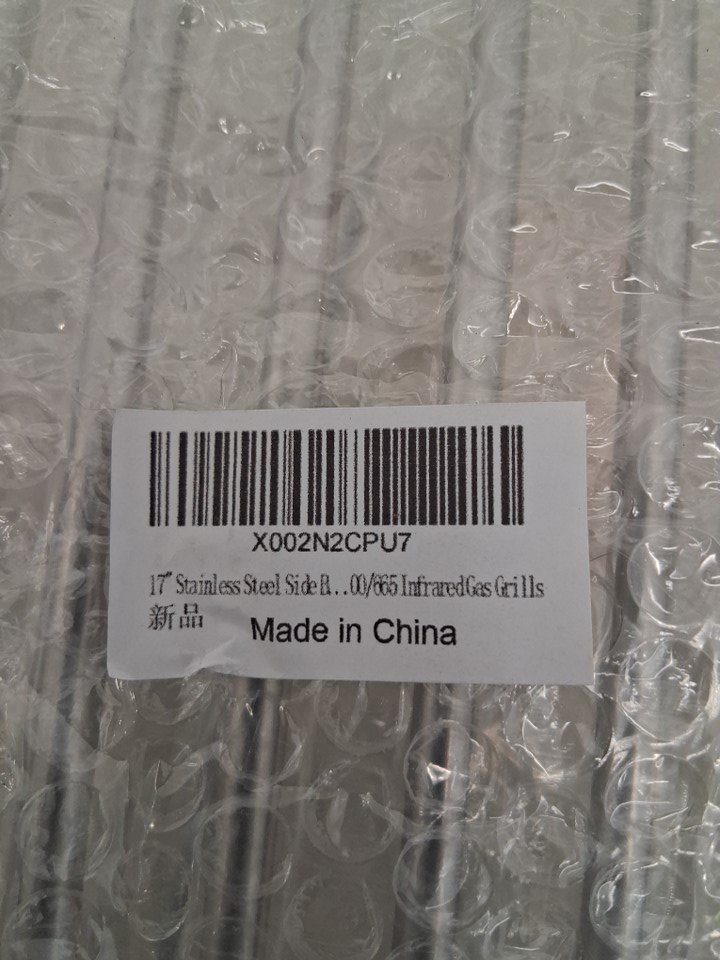 X002N2CPU7
17" Stainless Steel Side B...00/665 Infrared Gas Grills
新品
Made in China